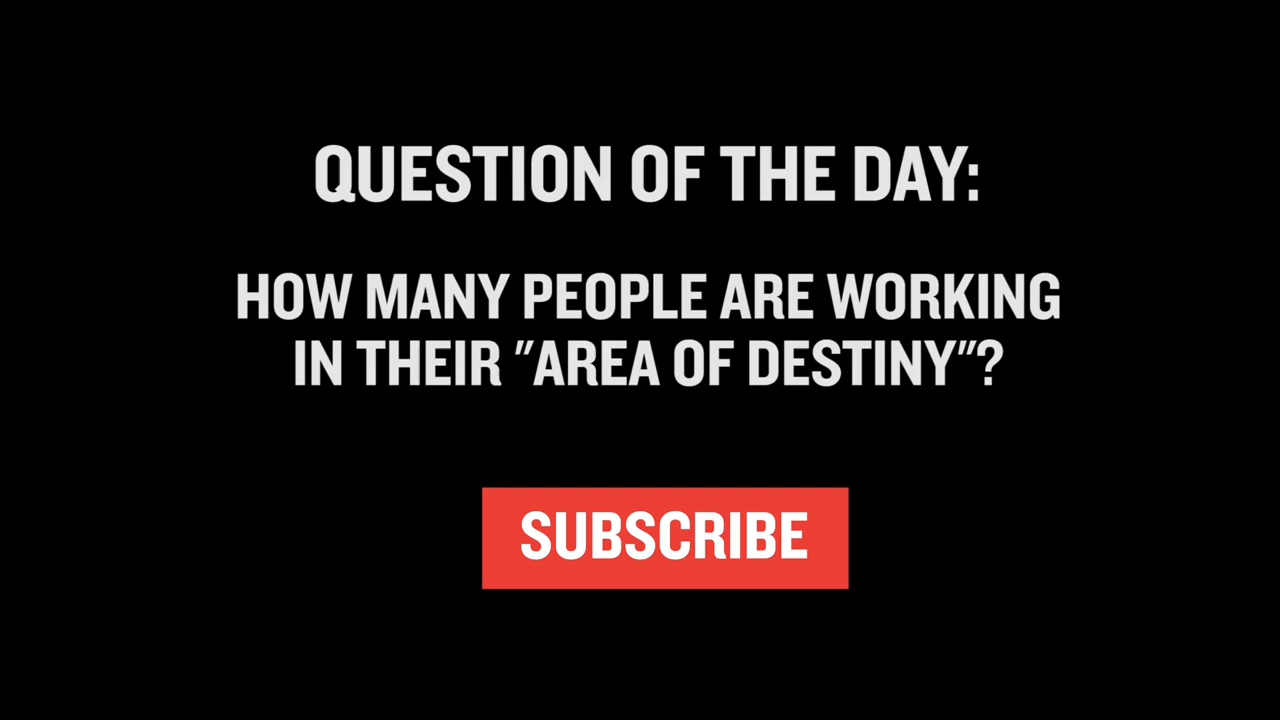 QUESTION OF THE DAY:
HOW MANY PEOPLE ARE WORKING
IN THEIR "AREA OF DESTINY"?
SUBSCRIBE